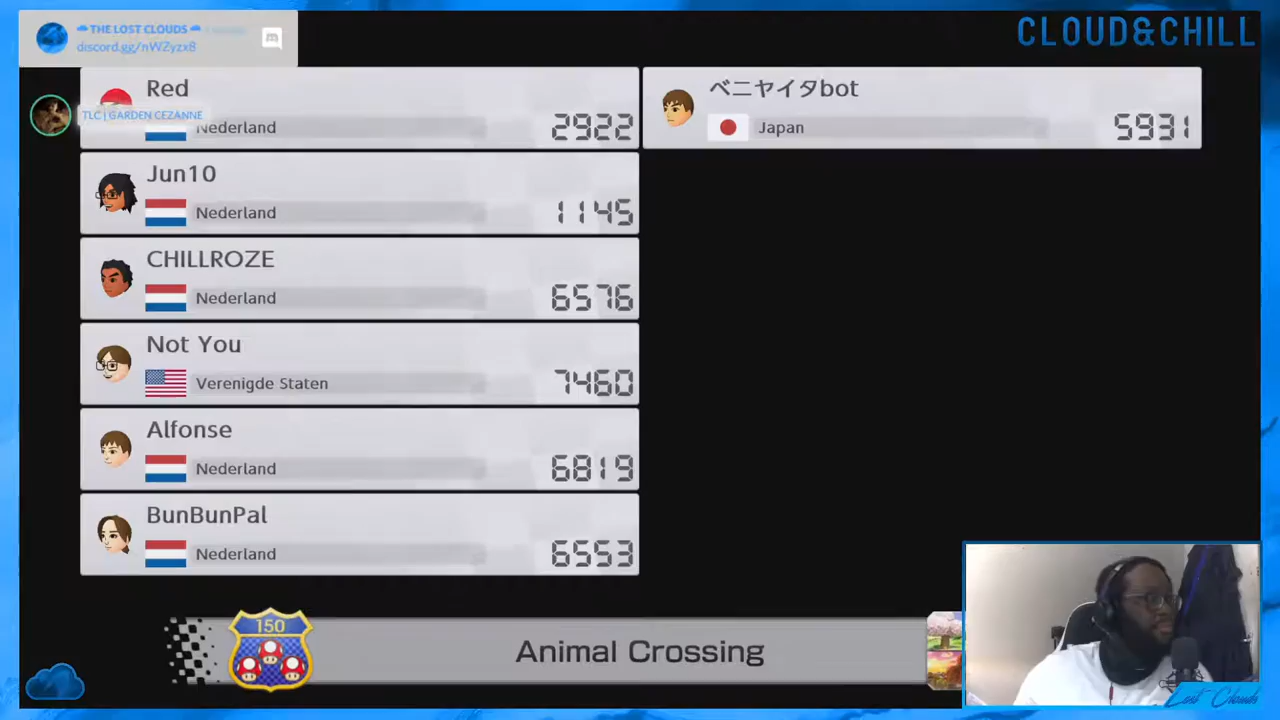 THE LOST CLOUDS
discord.gg/nWZyzx8
CLOUD&CHILL
Red
TLC | GARDEN CEZANNE
Nederland
2922
ベニヤイタbot
Japan
5931
Jun10
Nederland
1145
CHILLROZE
Nederland
6576
Not You
Verenigde Staten
7460
Alfonse
Nederland
6819
BunBunPal
Nederland
6553
150
Animal Crossing
Lost Clouds